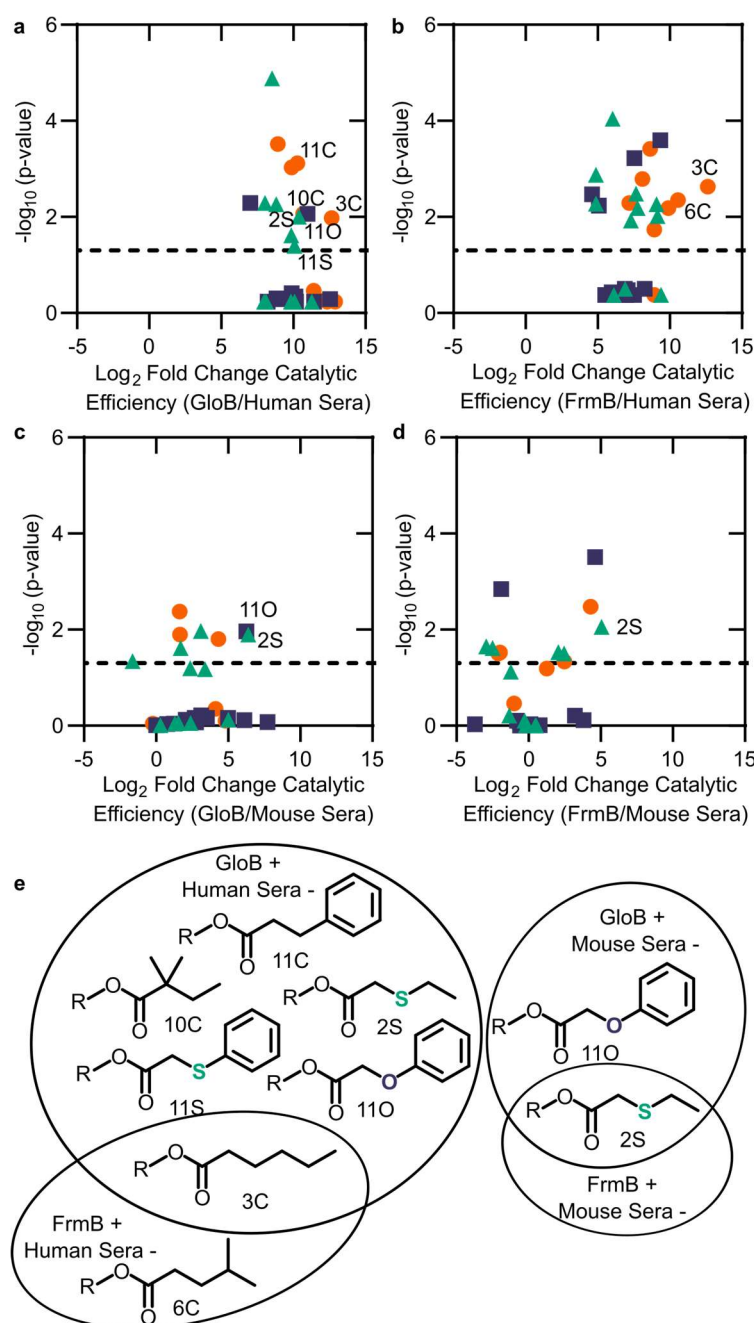 a
b
6
4
2
0
-log10 (p-value)
11C
10C
3C
2S
11O
11S
-5
0
5
10
15
Log2 Fold Change Catalytic
Efficiency (GloB/Human Sera)
6
4
2
0
-log10 (p-value)
3C
6C
-5
0
5
10
15
Log2 Fold Change Catalytic
Efficiency (FrmB/Human Sera)
c
d
6
4
2
0
-log10 (p-value)
11O
2S
-5
0
5
10
15
Log2 Fold Change Catalytic
Efficiency (GloB/Mouse Sera)
6
4
2
0
-log10 (p-value)
2S
-5
0
5
10
15
Log2 Fold Change Catalytic
Efficiency (FrmB/Mouse Sera)
e
GloB +
Human Sera -
R
O
O
11C
R
O
O
10C
R
O
O
S
2S
R
O
O
S
11S
R
O
O
O
11O
R
O
O
3C
FrmB +
Human Sera -
R
O
O
6C
GloB +
Mouse Sera -
R
O
O
O
11O
R
O
O
S
2S
FrmB +
Mouse Sera -